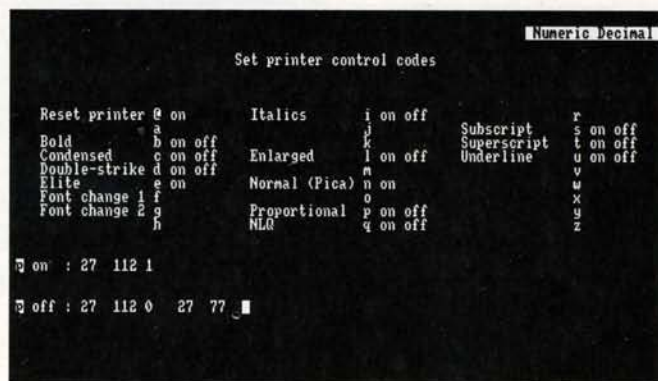 Numeric Decimal
Set printer control codes
Reset printer @ on Italics i on off r
a j Subscript s on off
Bold b on off k Superscript t on off
Condensed c on off Enlarged l on off Underline u on off
Double-strike d on off m v
Elite e on Normal (Pica) n on w
Font change 1 f o x
Font change 2 g Proportional p on off y
h NLQ q on off z
p on : 27 112 1
p off : 27 112 0 27 77